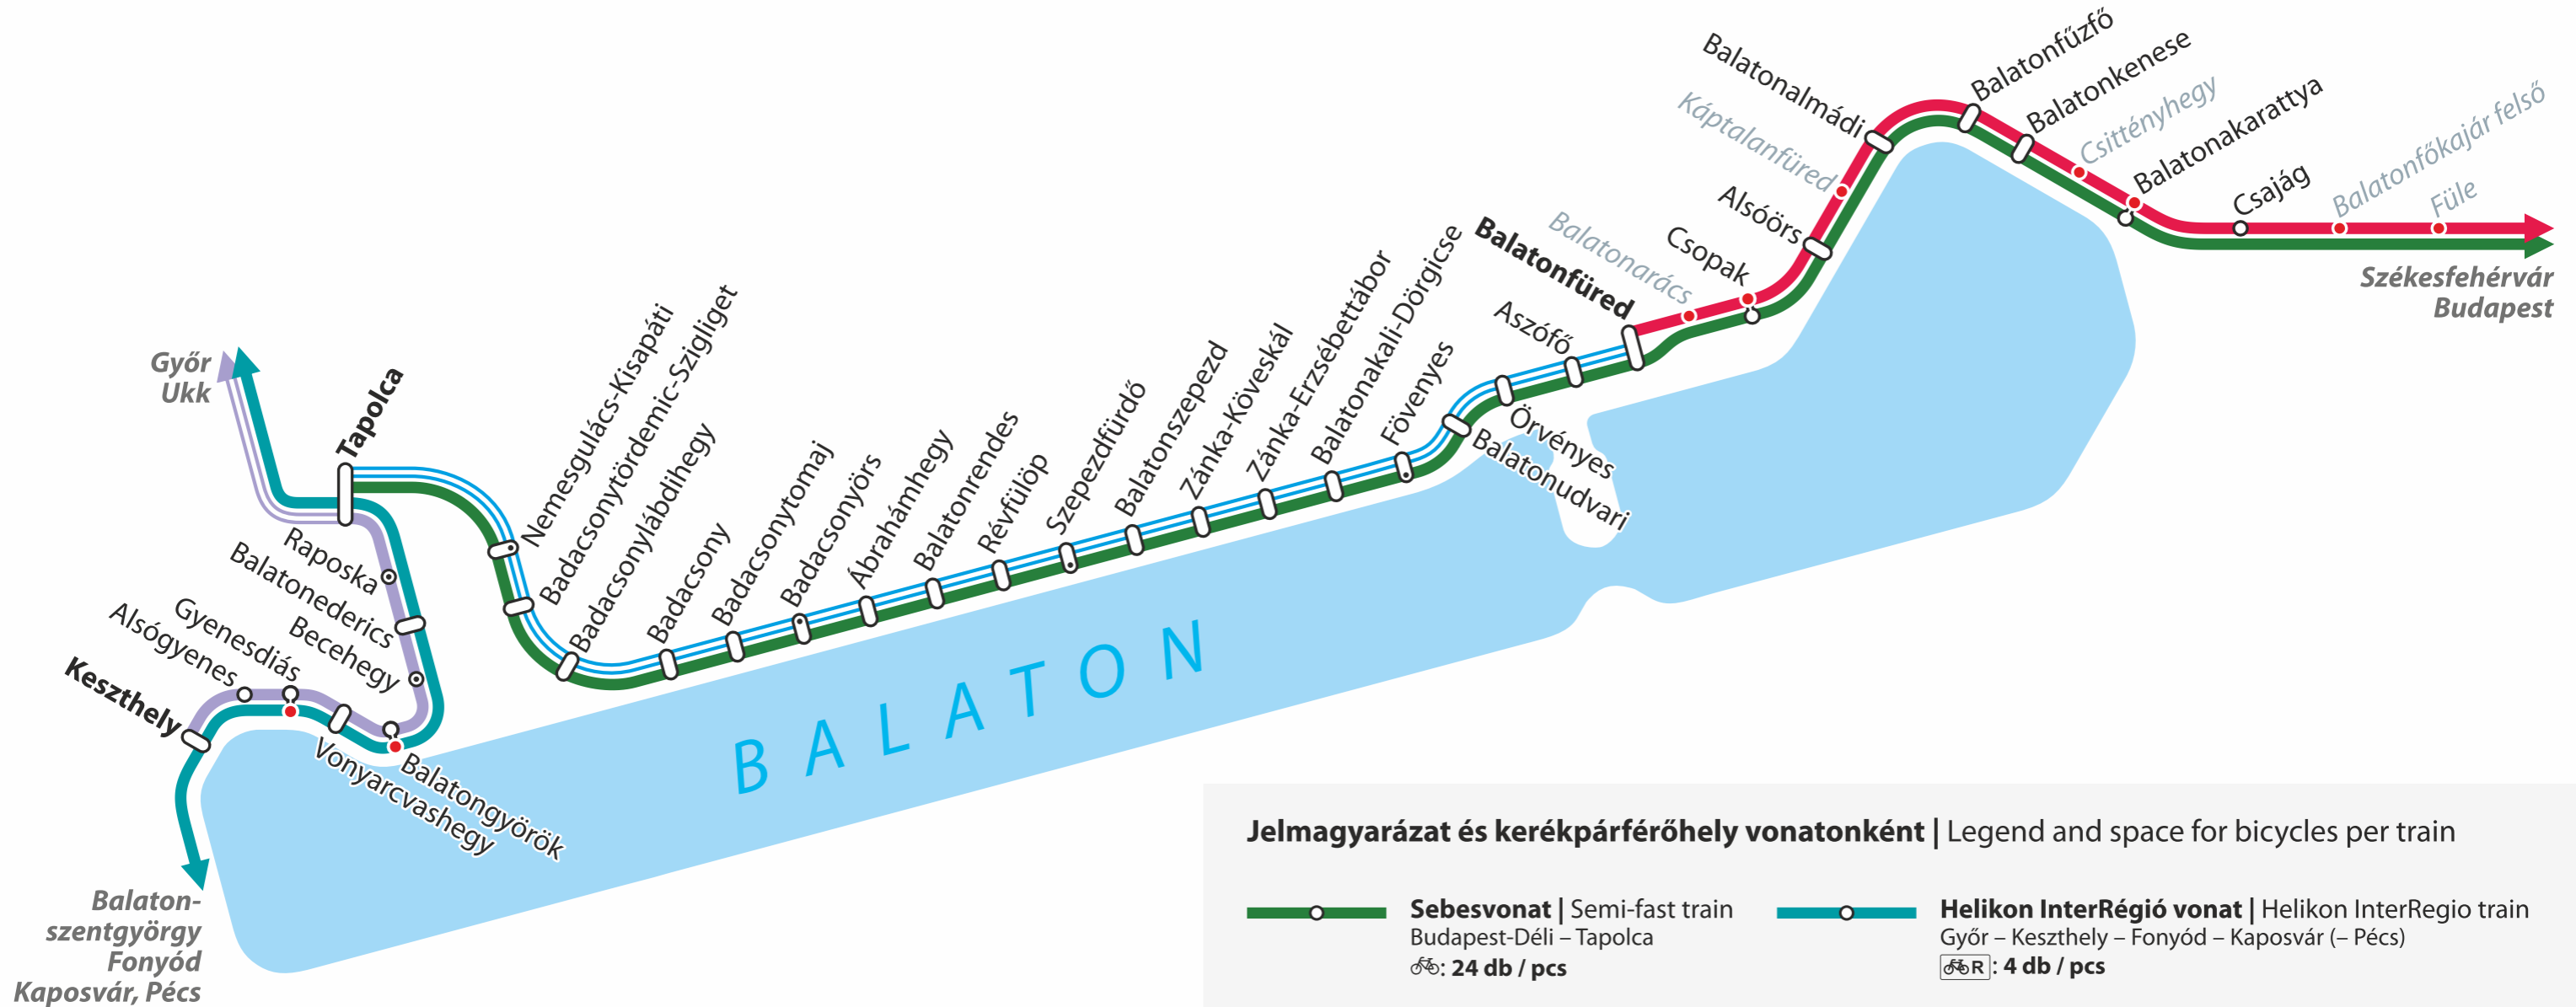 Győr
Ukk
Tapolca
Nemesgulács-Kisapáti
Badacsonytördemic-Szigliget
Badacsonylábdihegy
Badacsony
Badacsonytomaj
Badacsonyörs
Ábrahámhegy
Balatonrendes
Révfülöp
Szepezdfürdő
Balatonszepezd
Zánka-Köveskál
Zánka-Erzsébettábor
Balatonakali-Dörgicse
Fövenyes
Balatonudvari
Örvényes
Aszófő
Balatonfüred
Balatonarács
Csopak
Alsóörs
Káptalanfüred
Balatonalmádi
Balatonfűzfő
Balatonkenese
Csittényhegy
Balatonakarattya
Csajág
Balatonfőkajár felső
Füle
Székesfehérvár
Budapest
Raposka
Balatonederics
Becehegy
Balatongyörök
Vonyarcvashegy
Gyenesdiás
Alsógyenes
Keszthely
Balaton-
szentgyörgy
Fonyód
Kaposvár, Pécs
BALATON
Jelmagyarázat és kerékpárférőhely vonatonként | Legend and space for bicycles per train
Sebesvonat | Semi-fast train
Budapest-Déli – Tapolca
: 24 db / pcs
Helikon InterRégió vonat | Helikon InterRegio train
Győr – Keszthely – Fonyód – Kaposvár (– Pécs)
R : 4 db / pcs